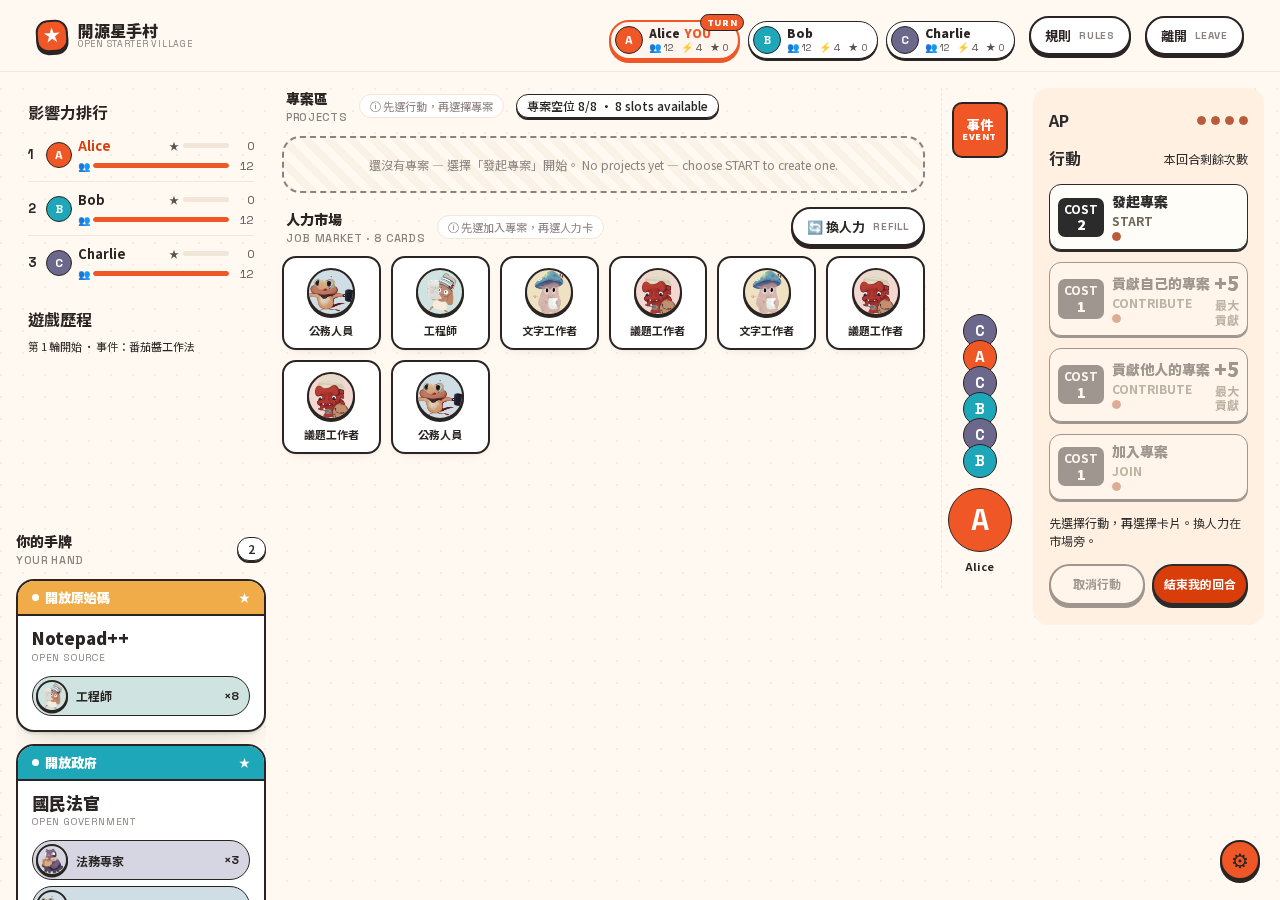 開源星手村
OPEN STARTER VILLAGE
TURN
A
Alice YOU
👥 12 ⚡ 4 ★ 0
B
Bob
👥 12 ⚡ 4 ★ 0
C
Charlie
👥 12 ⚡ 4 ★ 0
規則 RULES
離開 LEAVE
影響力排行
1
A
Alice
★ 0
👥 12
2
B
Bob
★ 0
👥 12
3
C
Charlie
★ 0
👥 12
遊戲歷程
第 1 輪開始 · 事件：番茄醬工作法
你的手牌
YOUR HAND
2
開放原始碼 ★
Notepad++
OPEN SOURCE
工程師 ×8
開放政府 ★
國民法官
OPEN GOVERNMENT
法務專家 ×3
專案區
PROJECTS
ⓘ 先選行動，再選擇專案
專案空位 8/8 · 8 slots available
還沒有專案 — 選擇「發起專案」開始。 No projects yet — choose START to create one.
人力市場
JOB MARKET · 8 CARDS
ⓘ 先選加入專案，再選人力卡
🔄 換人力 REFILL
公務人員
工程師
文字工作者
議題工作者
文字工作者
議題工作者
議題工作者
公務人員
事件
EVENT
C
A
C
B
C
B
A
Alice
AP
行動
本回合剩餘次數
COST
2
發起專案
START
COST
1
貢獻自己的專案
CONTRIBUTE
+5
最大
貢獻
COST
1
貢獻他人的專案
CONTRIBUTE
+5
最大
貢獻
COST
1
加入專案
JOIN
先選擇行動，再選擇卡片。換人力在
市場旁。
取消行動
結束我的回合